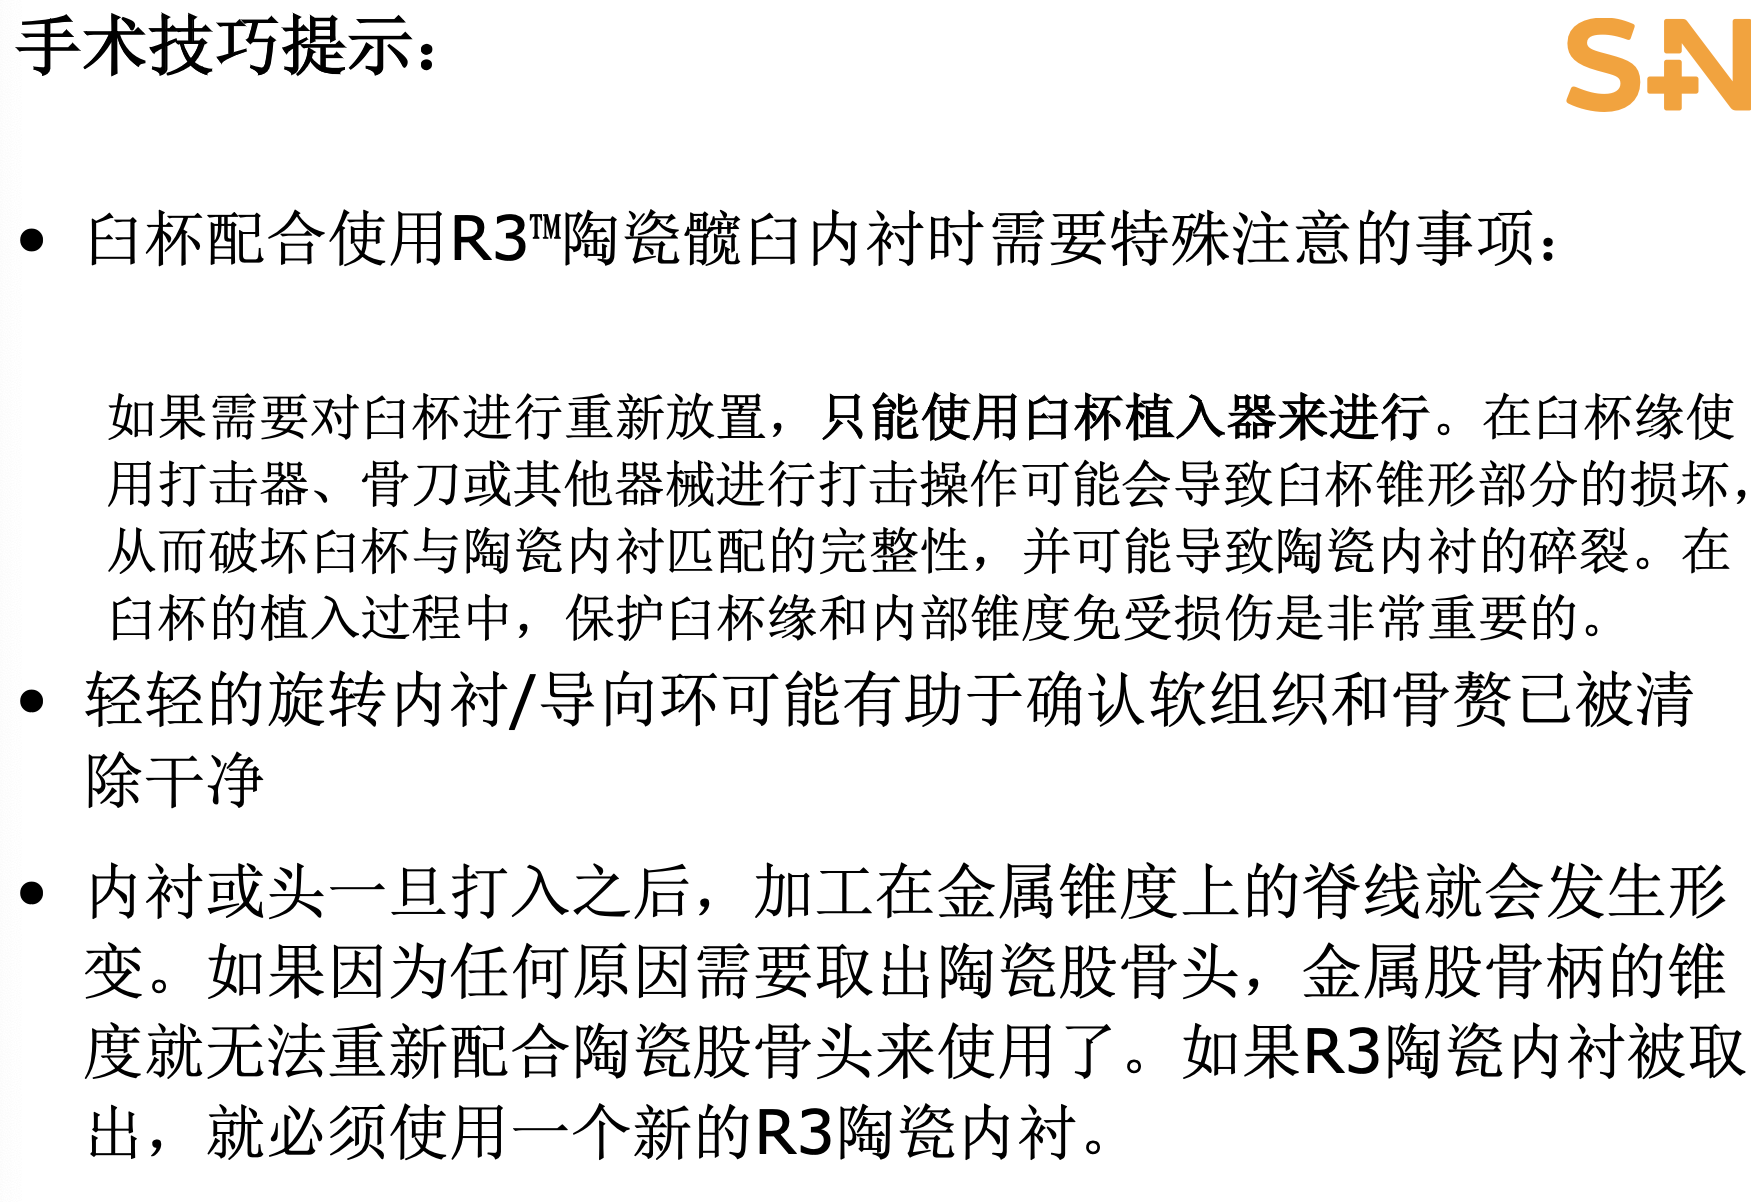 手术技巧提示：
S+N
• 臼杯配合使用R3™陶瓷髋臼内衬时需要特殊注意的事项：
如果需要对臼杯进行重新放置，只能使用臼杯植入器来进行。在臼杯缘使
用打击器、骨刀或其他器械进行打击操作可能会导致臼杯锥形部分的损坏，
从而破坏臼杯与陶瓷内衬匹配的完整性，并可能导致陶瓷内衬的碎裂。在
臼杯的植入过程中，保护臼杯缘和内部锥度免受损伤是非常重要的。
• 轻轻的旋转内衬/导向环可能有助于确认软组织和骨赘已被清
除干净
• 内衬或头一旦打入之后，加工在金属锥度上的脊线就会发生形
变。如果因为任何原因需要取出陶瓷股骨头，金属股骨柄的锥
度就无法重新配合陶瓷股骨头来使用了。如果R3陶瓷内衬被取
出，就必须使用一个新的R3陶瓷内衬。